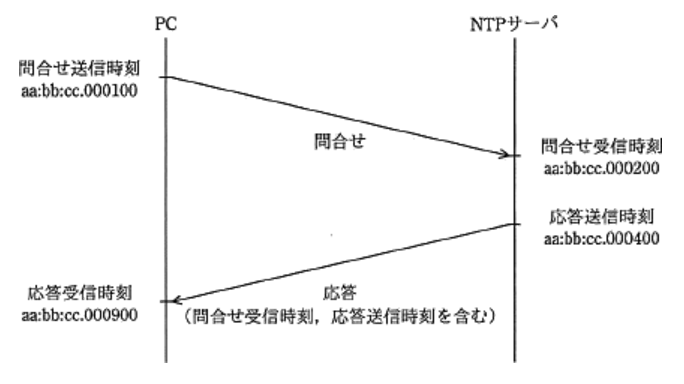 PC
NTPサーバ
問合せ送信時刻
aa:bb:cc.000100
問合せ
問合せ受信時刻
aa:bb:cc.000200
応答送信時刻
aa:bb:cc.000400
応答受信時刻
aa:bb:cc.000900
応答
（問合せ受信時刻，応答送信時刻を含む）